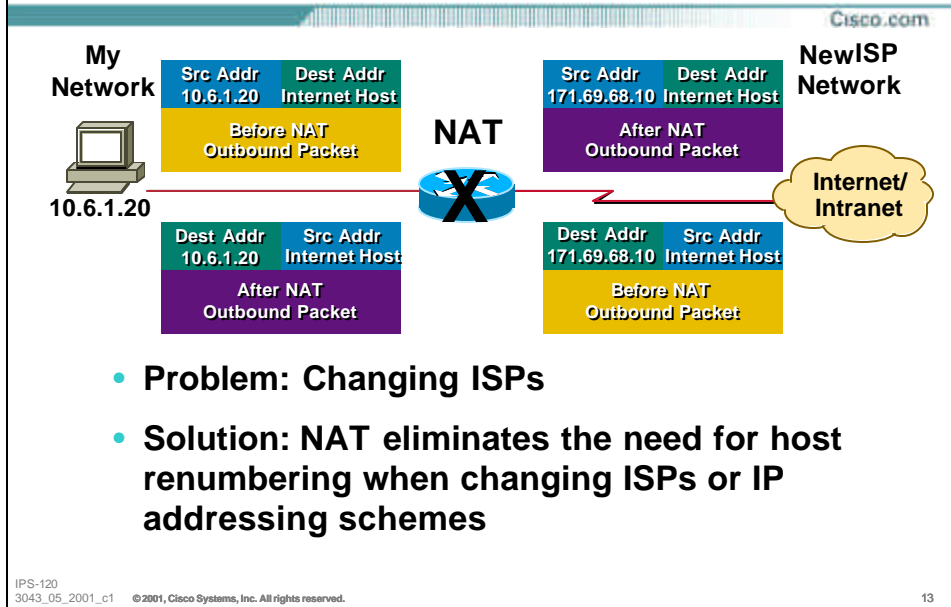 Cisco.com
My
Network
Src Addr Dest Addr
10.6.1.20 Internet Host
Before NAT
Outbound Packet
NAT
Src Addr Dest Addr
171.69.68.10 Internet Host
After NAT
Outbound Packet
NewISP
Network
10.6.1.20
X
Internet/
Intranet
Dest Addr Src Addr
10.6.1.20 Internet Host
After NAT
Outbound Packet
Dest Addr Src Addr
171.69.68.10 Internet Host
Before NAT
Outbound Packet
• Problem: Changing ISPs
• Solution: NAT eliminates the need for host
renumbering when changing ISPs or IP
addressing schemes
IPS-120
3043_05_2001_c1 © 2001, Cisco Systems, Inc. All rights reserved. 13